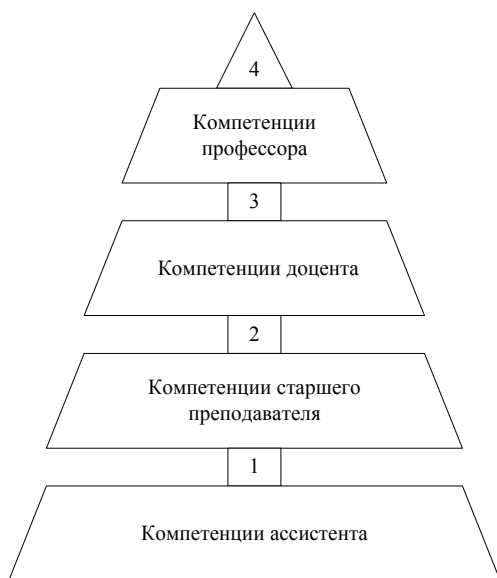 4
Компетенции
профессора
3
Компетенции доцента
2
Компетенции старшего
преподавателя
1
Компетенции ассистента